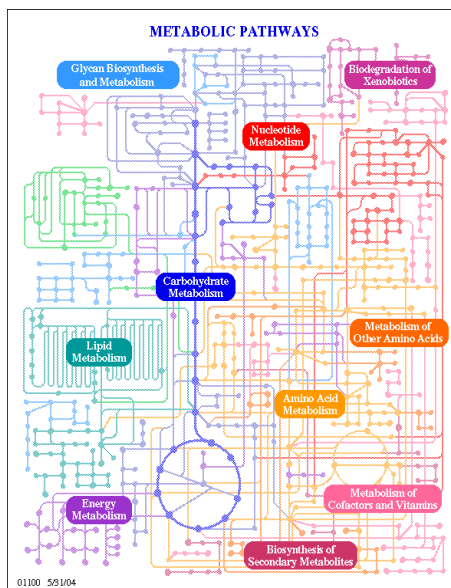 METABOLIC PATHWAYS
Glycan Biosynthesis
and Metabolism
Biodegradation of
Xenobiotics
Nucleotide
Metabolism
Carbohydrate
Metabolism
Lipid
Metabolism
Metabolism of
Other Amino Acids
Amino Acid
Metabolism
Energy
Metabolism
Metabolism of
Cofactors and Vitamins
Biosynthesis of
Secondary Metabolites
01100 5/31/04